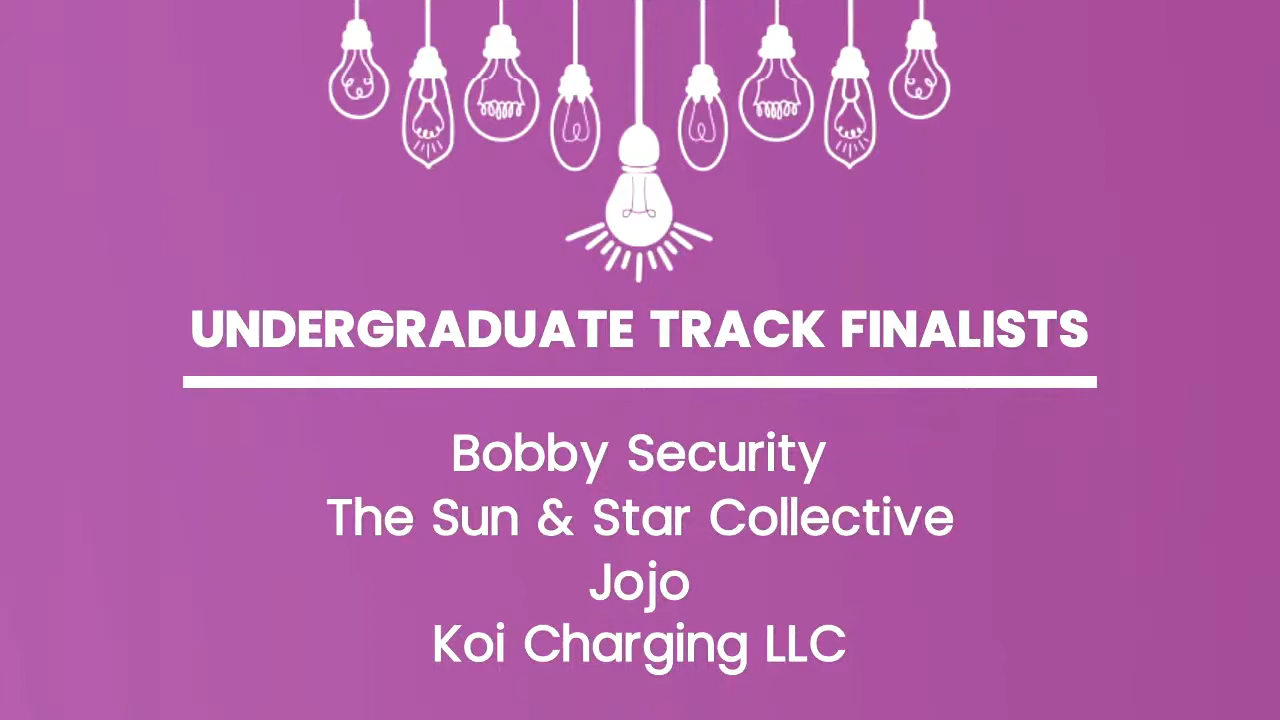 UNDERGRADUATE TRACK FINALISTS
Bobby Security
The Sun & Star Collective
Jojo
Koi Charging LLC